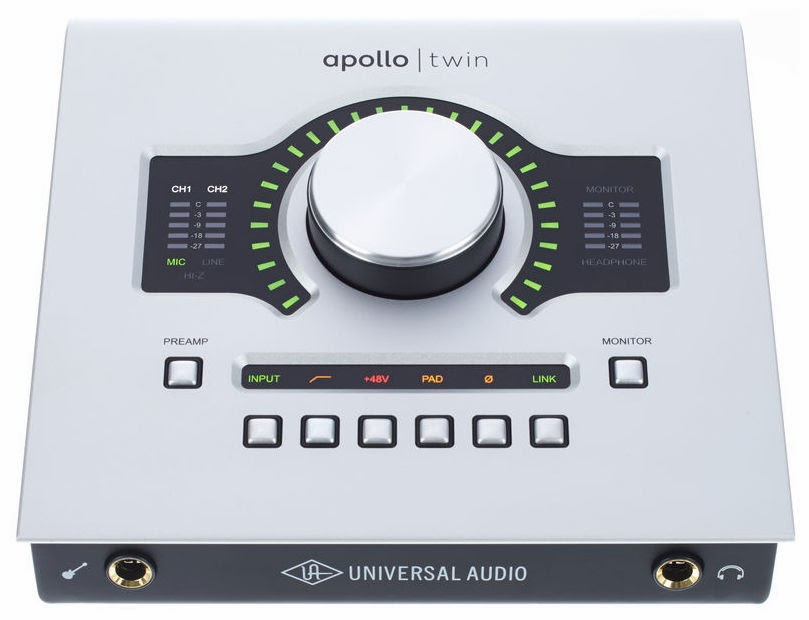 apollo | twin
CH1 CH2
C
-3
-9
-18
-27
MIC LINE
HI-Z
MONITOR
C
-3
-9
-18
-27
HEADPHONE
PREAMP
MONITOR
INPUT +48V PAD Ø LINK
UA UNIVERSAL AUDIO